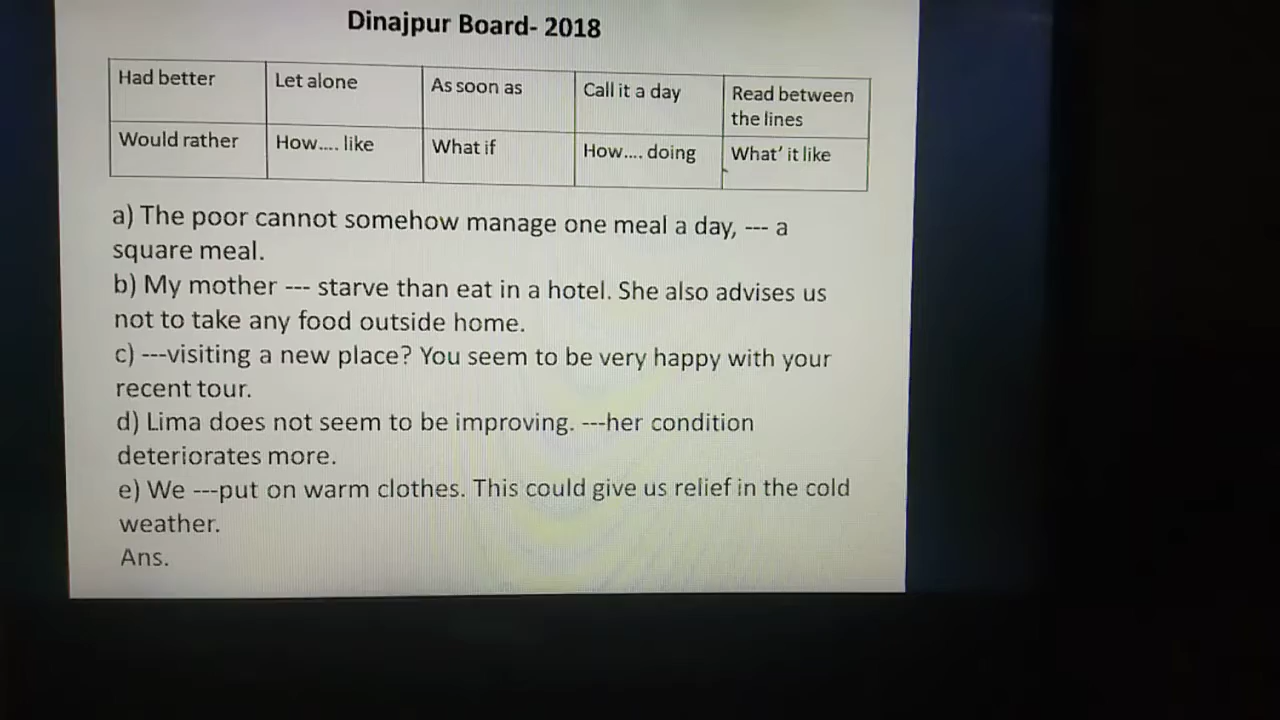 Dinajpur Board- 2018
Had better
Let alone
As soon as
Call it a day
Read between
the lines
Would rather
How.... like
What if
How.... doing
What' it like
a) The poor cannot somehow manage one meal a day, --- a
square meal.
b) My mother --- starve than eat in a hotel. She also advises us
not to take any food outside home.
c) ---visiting a new place? You seem to be very happy with your
recent tour.
d) Lima does not seem to be improving. ---her condition
deteriorates more.
e) We ---put on warm clothes. This could give us relief in the cold
weather.
Ans.